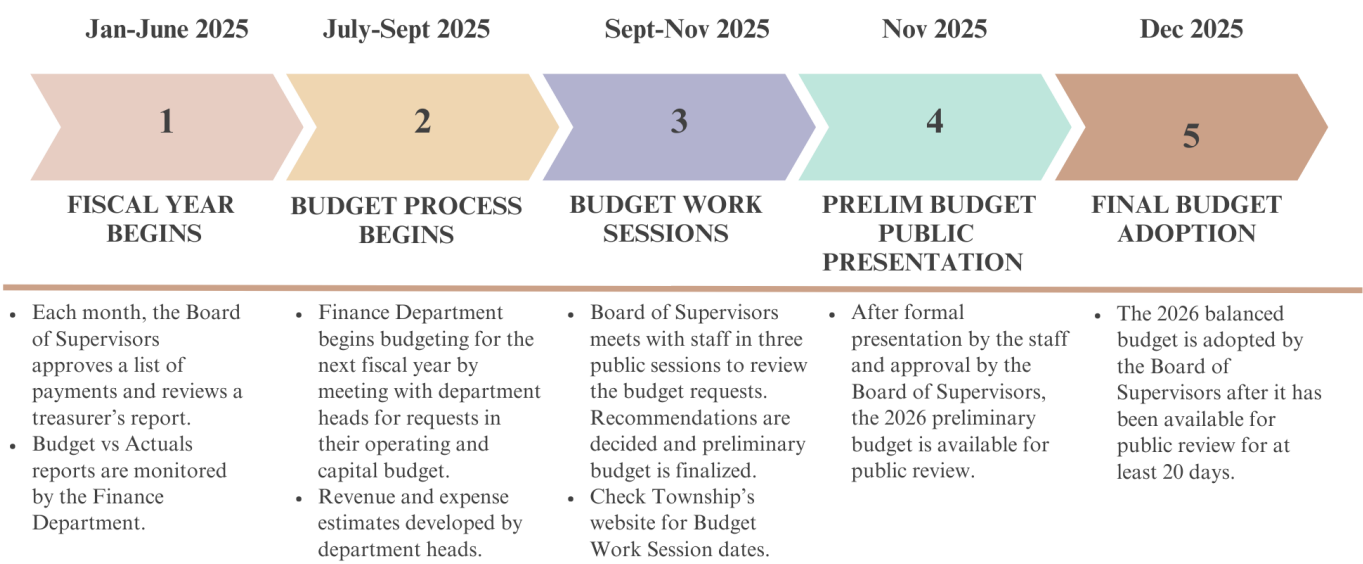 Jan-June 2025
July-Sept 2025
Sept-Nov 2025
Nov 2025
Dec 2025
1
2
3
4
5
FISCAL YEAR
BEGINS
BUDGET PROCESS
BEGINS
BUDGET WORK
SESSIONS
PRELIM BUDGET
PUBLIC
PRESENTATION
FINAL BUDGET
ADOPTION
• Each month, the Board
of Supervisors
approves a list of
payments and reviews a
treasurer's report.
• Budget vs Actuals
reports are monitored
by the Finance
Department.
• Finance Department
begins budgeting for the
next fiscal year by
meeting with department
heads for requests in
their operating and
capital budget.
• Revenue and expense
estimates developed by
department heads.
• Board of Supervisors
meets with staff in three
public sessions to review
the budget requests.
Recommendations are
decided and preliminary
budget is finalized.
• Check Township's
website for Budget
Work Session dates.
• After formal
presentation by the staff
and approval by the
Board of Supervisors,
the 2026 preliminary
budget is available for
public review.
• The 2026 balanced
budget is adopted by
the Board of
Supervisors after it has
been available for
public review for at
least 20 days.